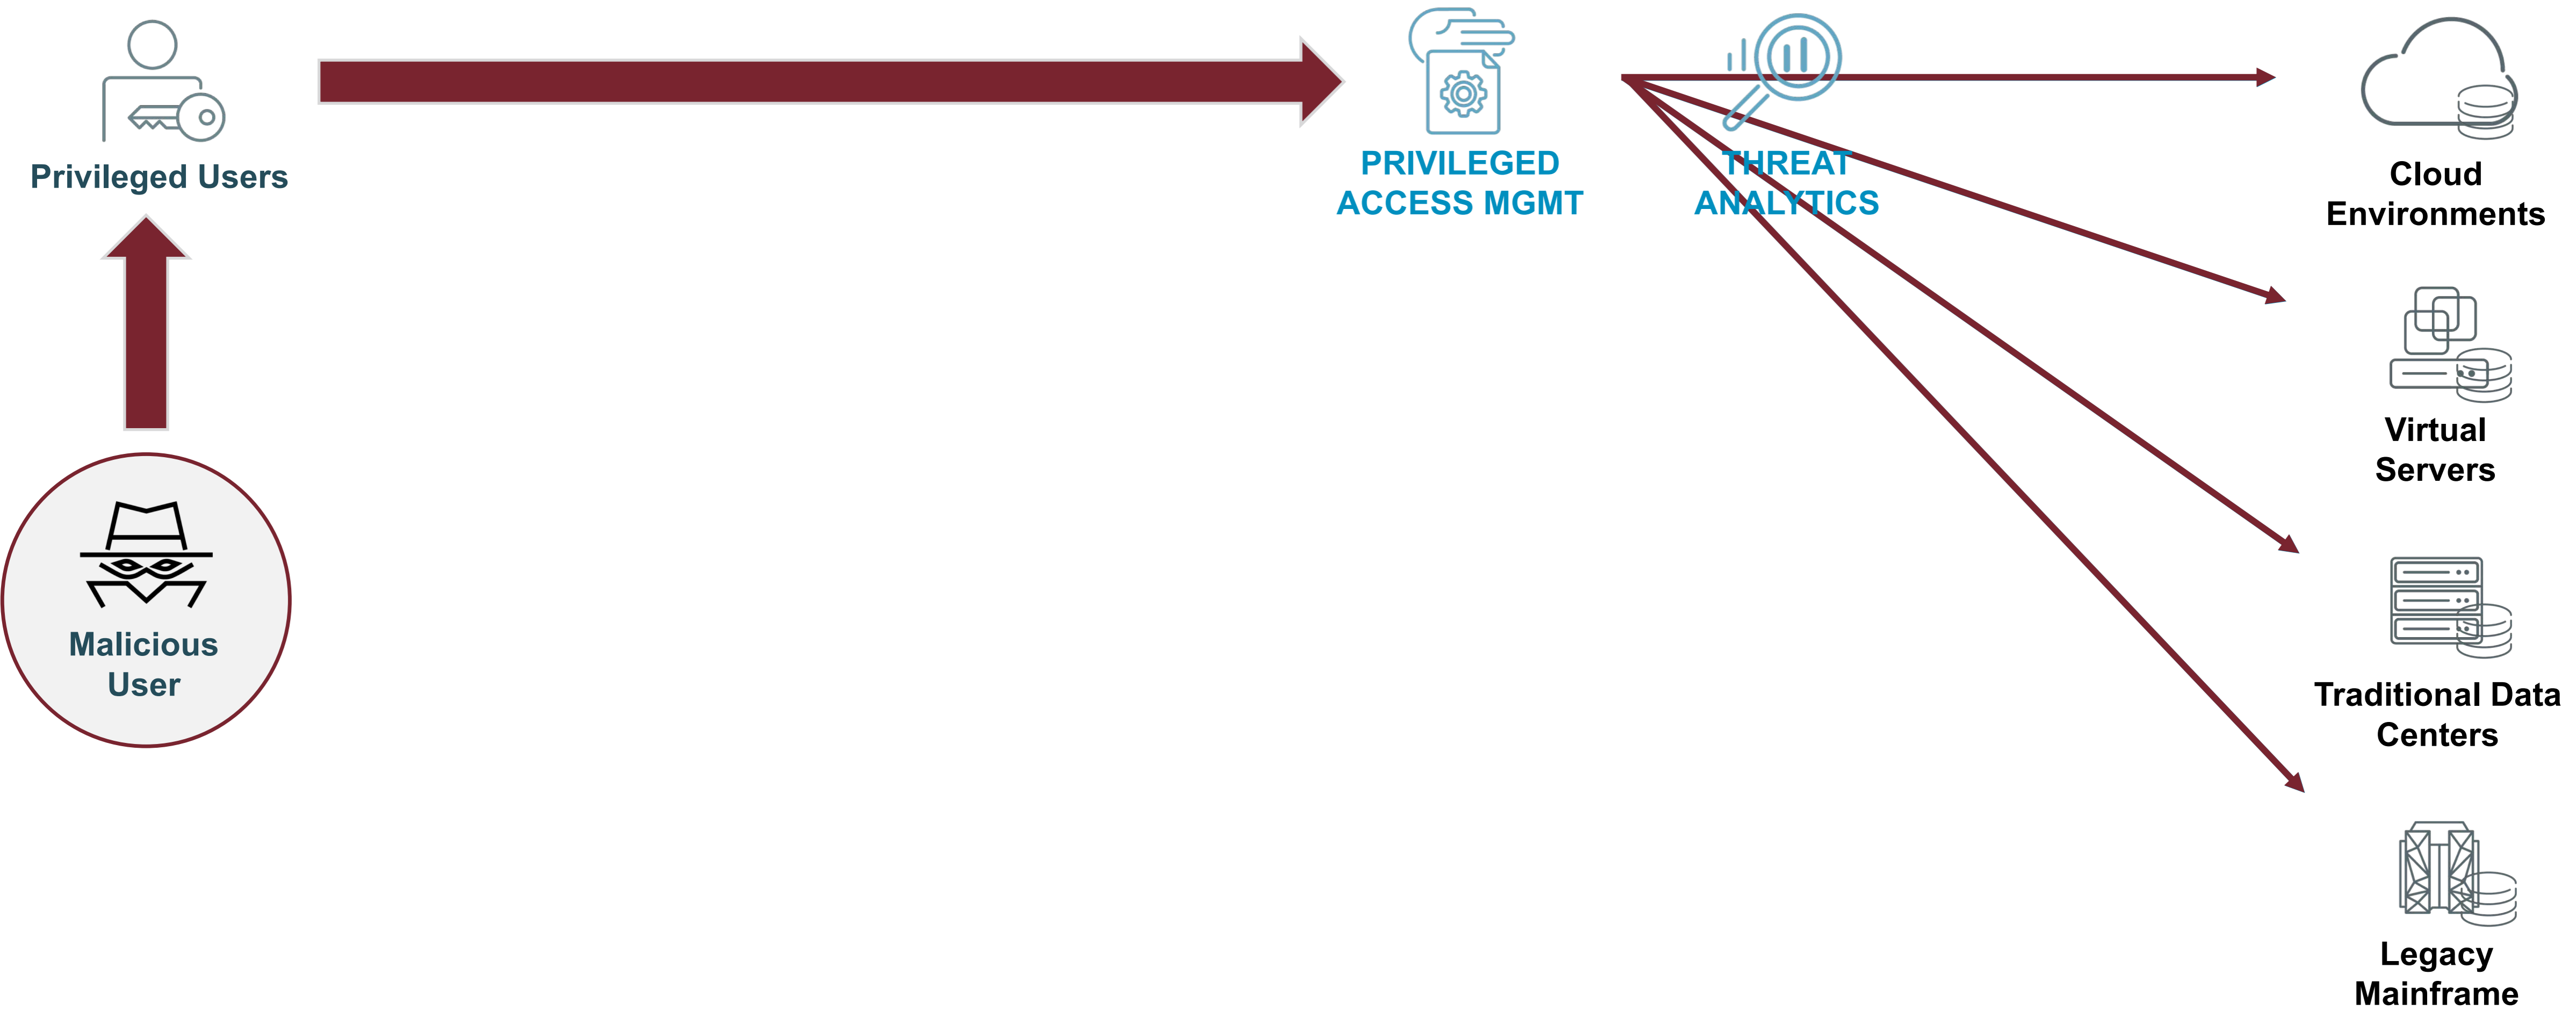 Privileged Users
Malicious
User
PRIVILEGED
ACCESS MGMT
THREAT
ANALYTICS
Cloud
Environments
Virtual
Servers
Traditional Data
Centers
Legacy
Mainframe